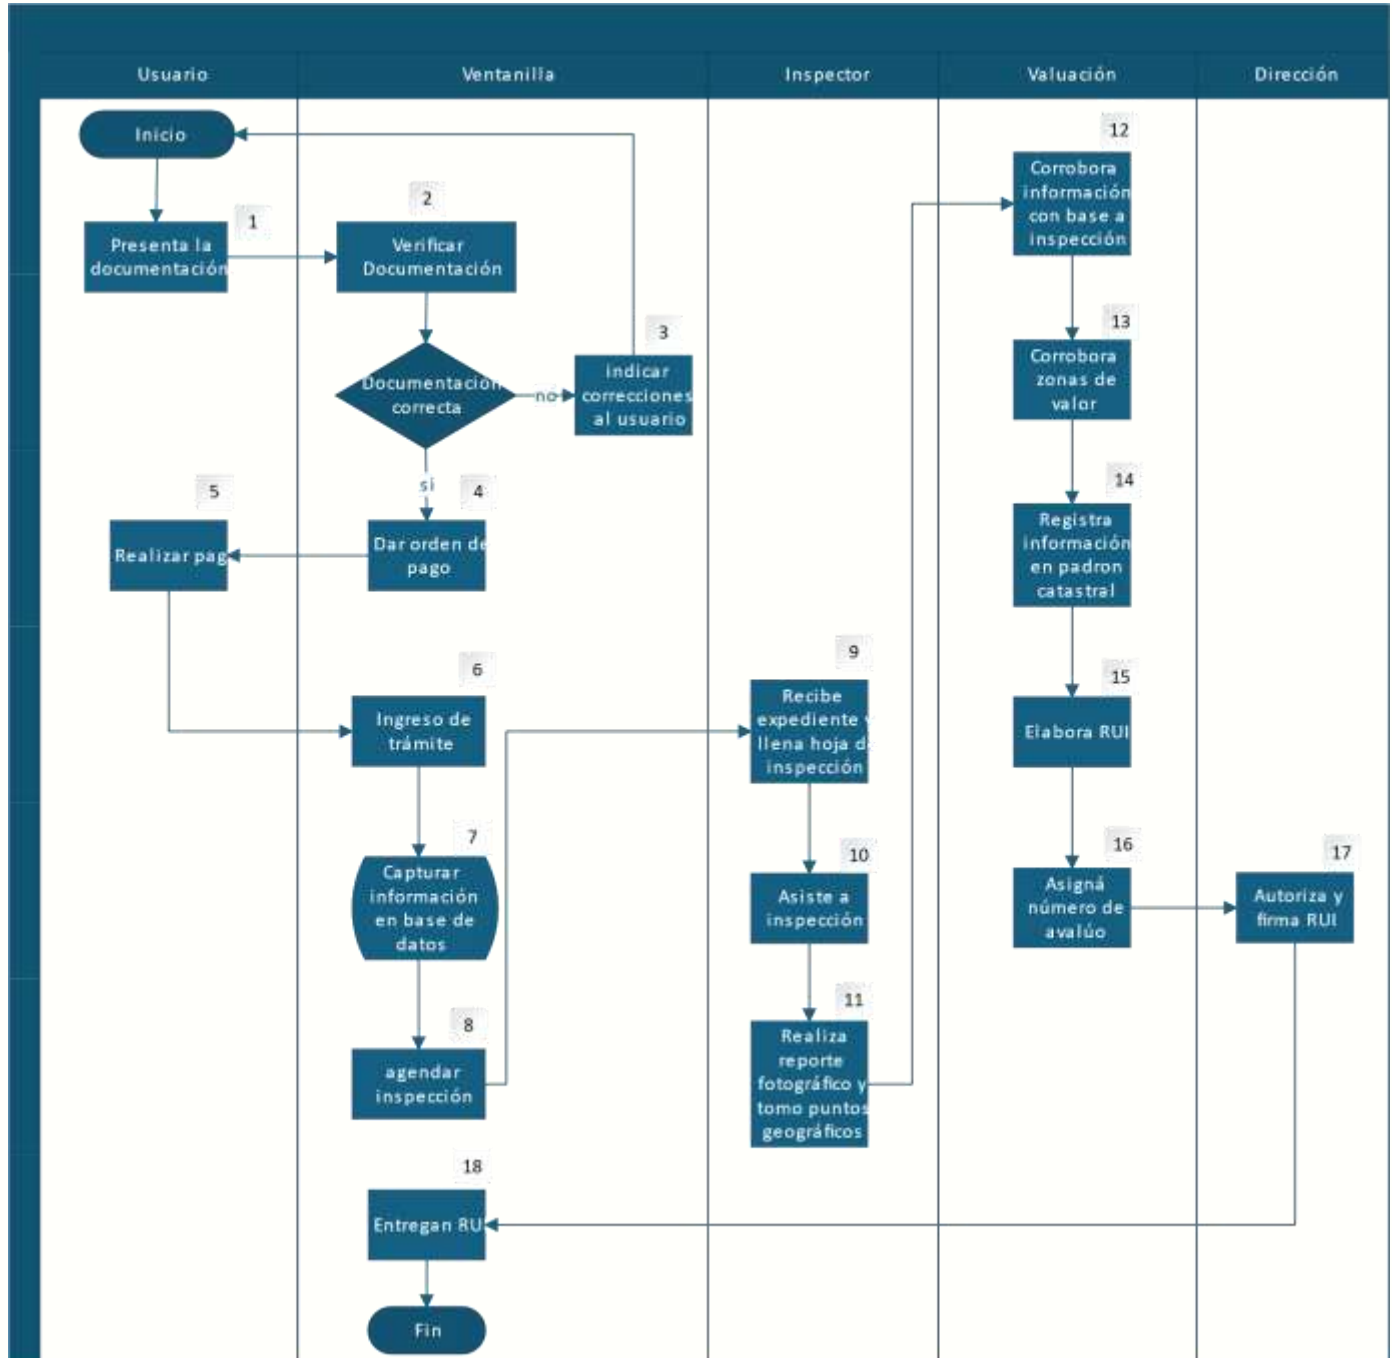 Usuario
Ventanilla
Inspector
Valuación
Dirección
Inicio
1
Presenta la
documentación
2
Verificar
Documentación
Documentación
correcta
no
3
indicar
correcciones
al usuario
si
4
Dar orden de
pago
5
Realizar pag
6
Ingreso de
trámite
7
Capturar
información
en base de
datos
8
agendar
inspección
9
Recibe
expediente y
llena hoja d
inspección
10
Asiste a
inspección
11
Realiza
reporte
fotográfico y
tomo puntos
geográficos
12
Corrobora
información
con base a
inspección
13
Corrobora
zonas de
valor
14
Registra
información
en padron
catastral
15
Elabora RUI
16
Asigná
número de
avalúo
17
Autoriza y
firma RUI
18
Entregan RU
Fin